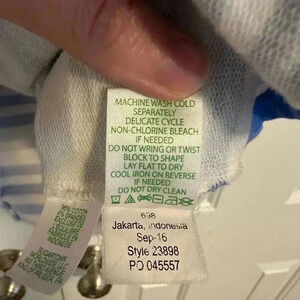 MACHINE WASH COLD
SEPARATELY
DELICATE CYCLE
NON-CHLORINE BLEACH
IF NEEDED
DO NOT WRING OR TWIST
BLOCK TO SHAPE
LAY FLAT TO DRY
COOL IRON ON REVERSE
IF NEEDED
DO NOT DRY CLEAN
698
Jakarta, Indonesia
Sep-16
Style 23898
PO 045557
COTTON